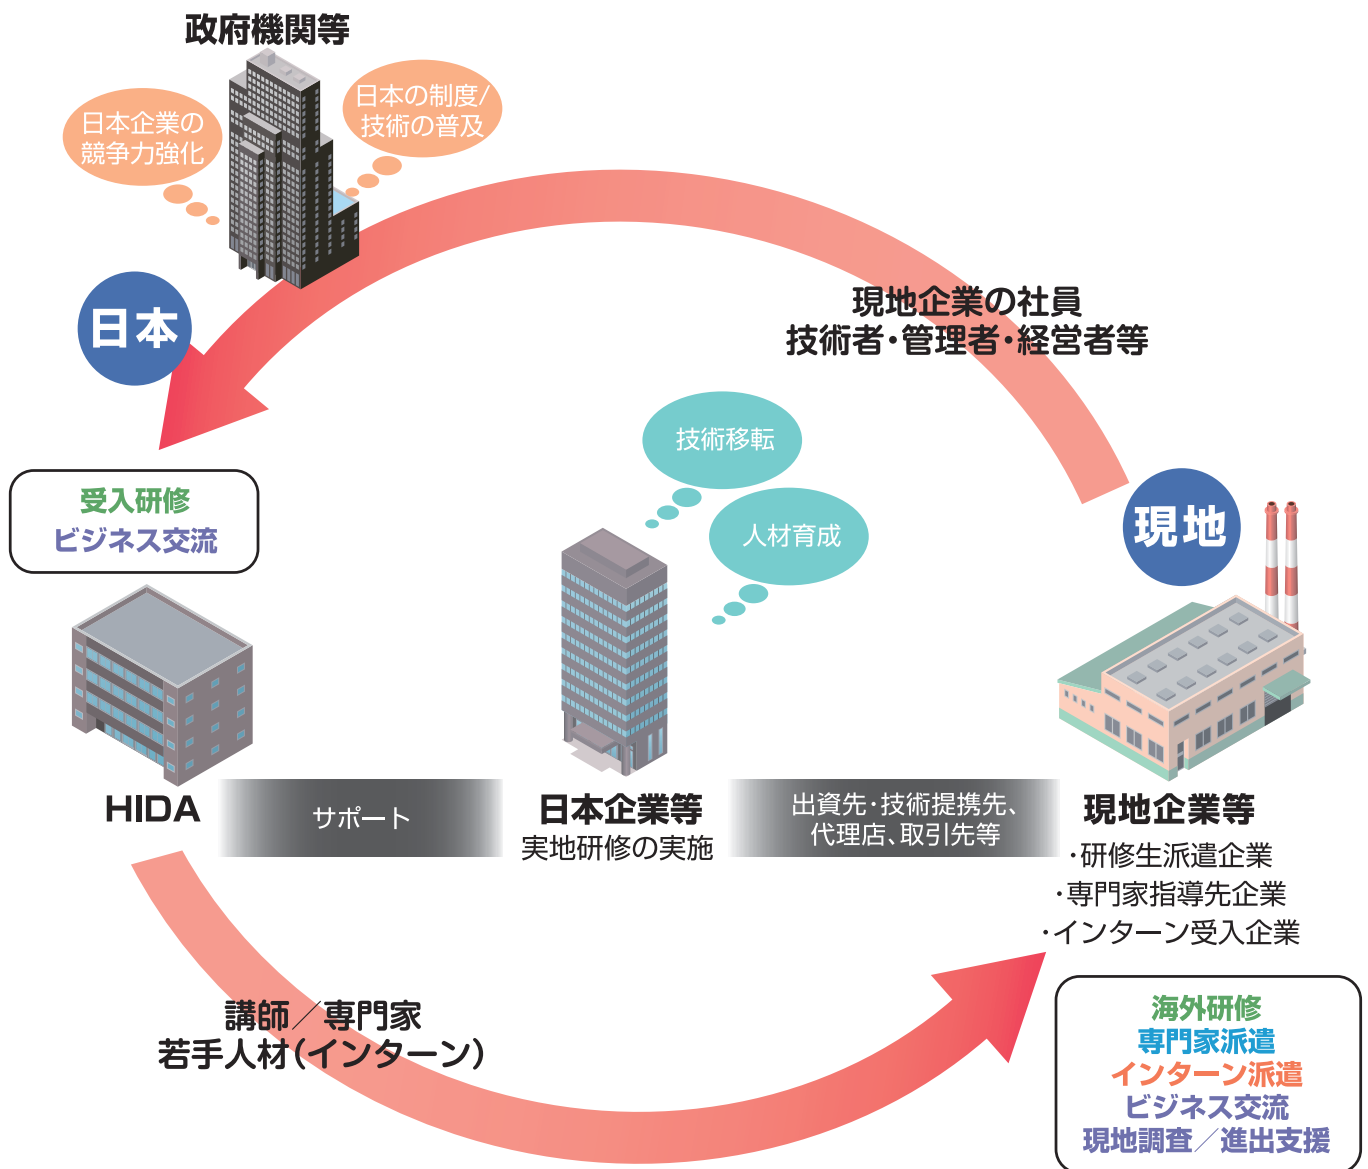 政府機関等
日本企業の
競争力強化
日本の制度/
技術の普及
日本
現地企業の社員
技術者・管理者・経営者等
技術移転
人材育成
現地
受入研修
ビジネス交流
HIDA
サポート
日本企業等
実地研修の実施
出資先・技術提携先、
代理店、取引先等
現地企業等
・研修生派遣企業
・専門家指導先企業
・インターン受入企業
講師／専門家
若手人材（インターン）
海外研修
専門家派遣
インターン派遣
ビジネス交流
現地調査／進出支援